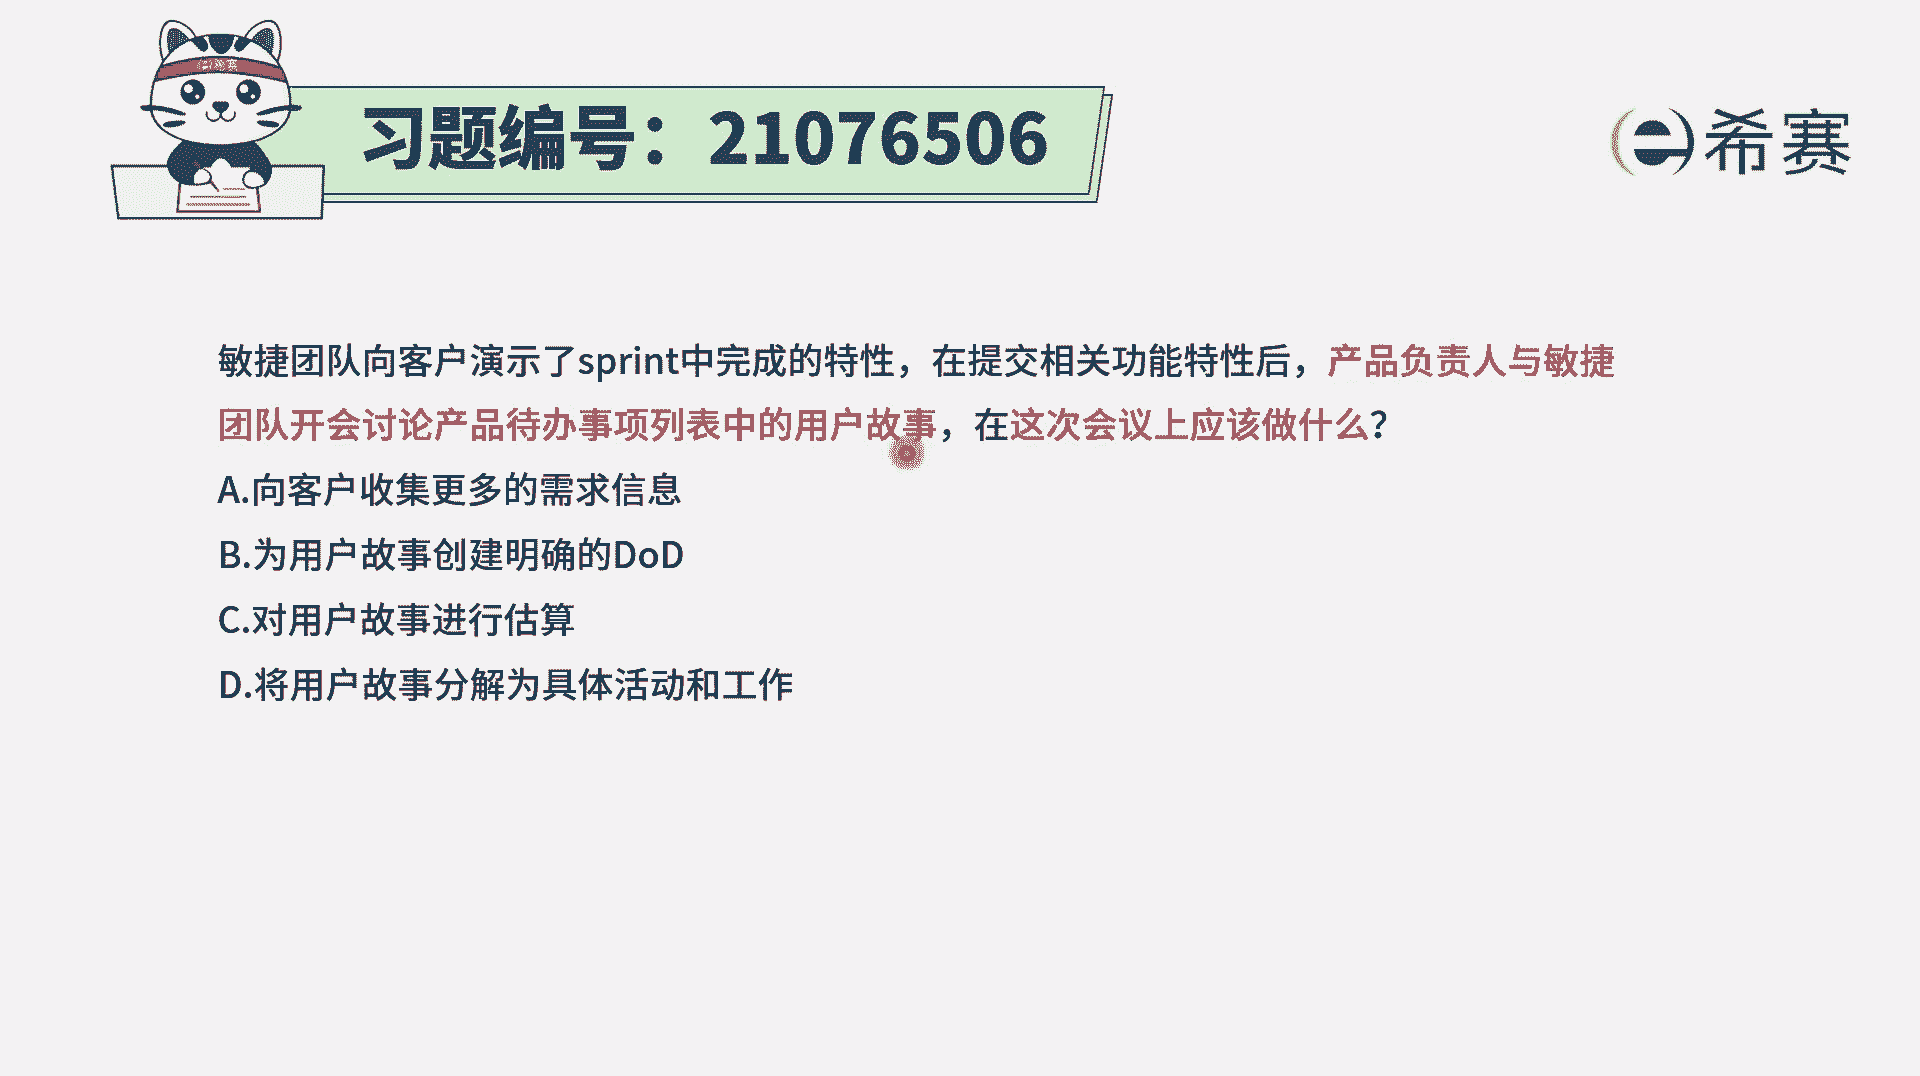 习题编号：21076506
希赛
敏捷团队向客户演示了sprint中完成的特性，在提交相关功能特性后，产品负责人与敏捷
团队开会讨论产品待办事项列表中的用户故事，在这次会议上应该做什么？
A.向客户收集更多的需求信息
B.为用户故事创建明确的DoD
C.对用户故事进行估算
D.将用户故事分解为具体活动和工作